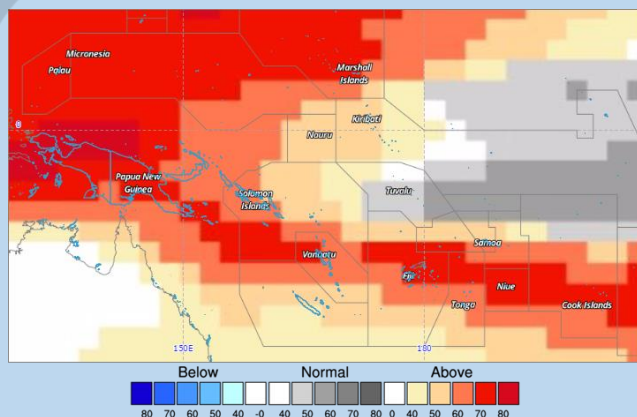 Micronesia
Palau
Marshall
Islands
0
Kiribati
Nauru
Papua New
Guinea
Solomon
Islands
Tuvalu
Samoa
Vanuatu
Fiji
Niue
Tonga
Cook Islands
150E
180
Below Normal Above
80 70 60 50 40 -0 40 50 60 70 80 0 40 50 60 70 80